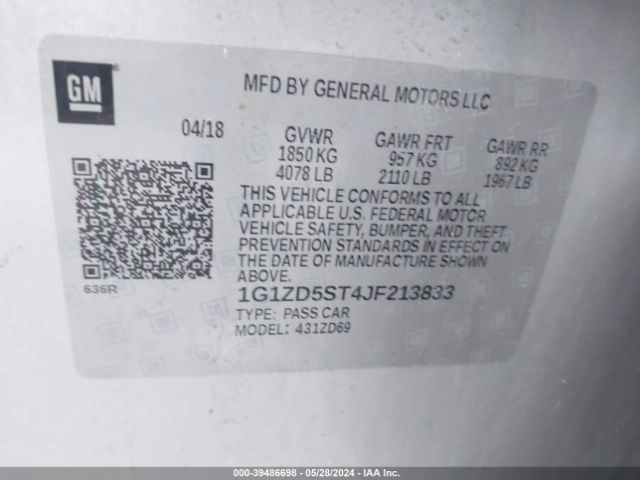 GM
MFD BY GENERAL MOTORS LLC
04/18
GVWR
1850 KG
4078 LB
GAWR FRT
957 KG
2110 LB
GAWR RR
892 KG
1967 LB
THIS VEHICLE CONFORMS TO ALL
APPLICABLE U.S. FEDERAL MOTOR
VEHICLE SAFETY, BUMPER, AND THEFT
PREVENTION STANDARDS IN EFFECT ON
THE DATE OF MANUFACTURE SHOWN
ABOVE.
636R
1G1ZD5ST4JF213833
TYPE: PASS CAR
MODEL: 431ZD69
000-39486698 - 05/28/2024 - IAA Inc.